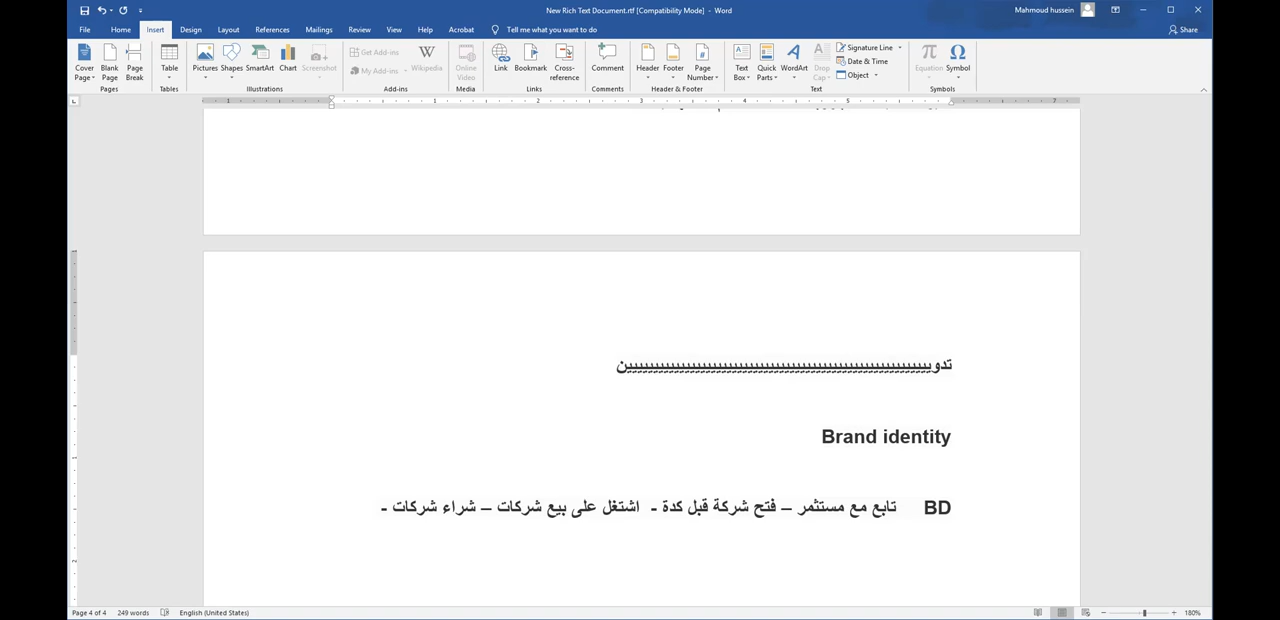 New Rich Text Document.rtf [Compatibility Mode] - Word
Mahmoud hussein
File Home Insert Design Layout References Mailings Review View Help Acrobat Tell me what you want to do Share
Cover Page
Blank Page
Page Break
Pages
Table
Tables
Pictures
Shapes
SmartArt
Chart
Screenshot
Illustrations
Get Add-ins
My Add-ins
Wikipedia
Add-ins
Online Video
Media
Link
Bookmark
Cross-reference
Links
Comment
Comments
Header
Footer
Page Number
Header & Footer
Text Box
Quick Parts
WordArt
Drop Cap
Signature Line
Date & Time
Object
Text
Equation
Symbol
Symbols
تدويييييييييييييييييييييييييييييييييييييييييييييييييين
Brand identity
BD تابع مع مستثمر – فتح شركة قبل كدة - اشتغل على بيع شركات – شراء شركات -
Page 4 of 4 249 words English (United States) 180%